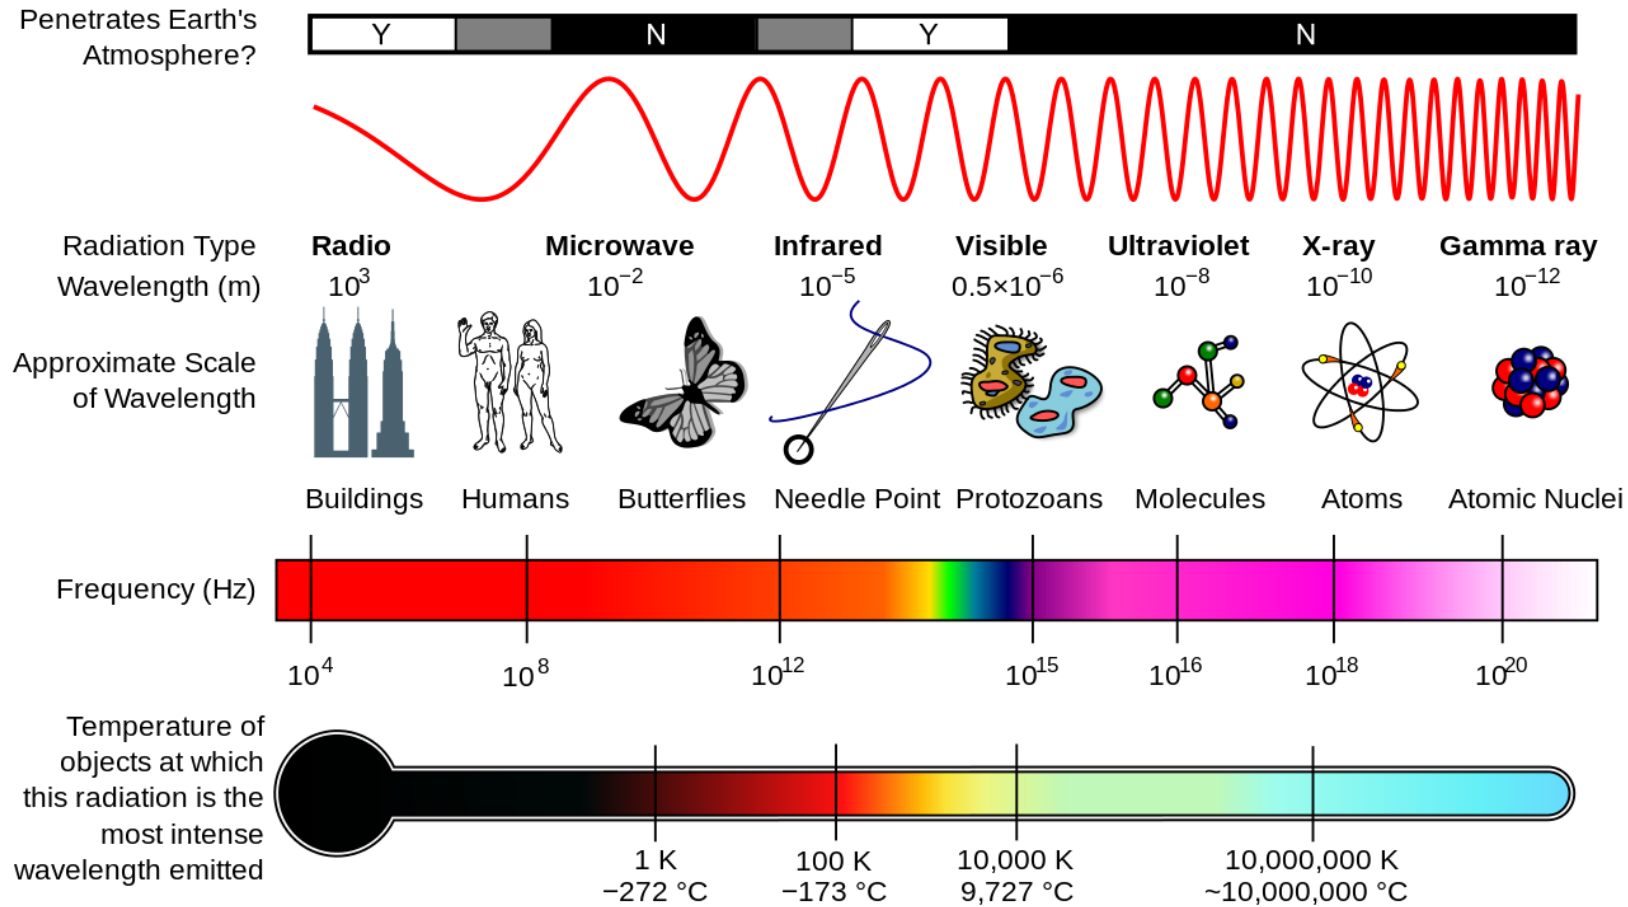 Penetrates Earth's
Atmosphere?
Y
N
Y
N
Radiation Type
Radio
Microwave
Infrared
Visible
Ultraviolet
X-ray
Gamma ray
Wavelength (m)
10³
10⁻²
10⁻⁵
0.5×10⁻⁶
10⁻⁸
10⁻¹⁰
10⁻¹²
Approximate Scale
of Wavelength
Buildings
Humans
Butterflies
Needle Point
Protozoans
Molecules
Atoms
Atomic Nuclei
Frequency (Hz)
10⁴
10⁸
10¹²
10¹⁵
10¹⁶
10¹⁸
10²⁰
Temperature of
objects at which
this radiation is the
most intense
wavelength emitted
1 K
−272 °C
100 K
−173 °C
10,000 K
9,727 °C
10,000,000 K
~10,000,000 °C